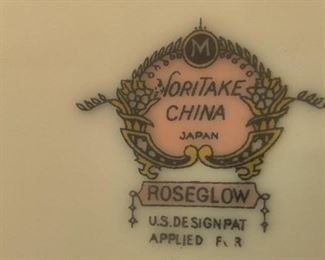 M
NORITAKE
CHINA
JAPAN
ROSEGLOW
U.S. DESIGN PAT
APPLIED F R